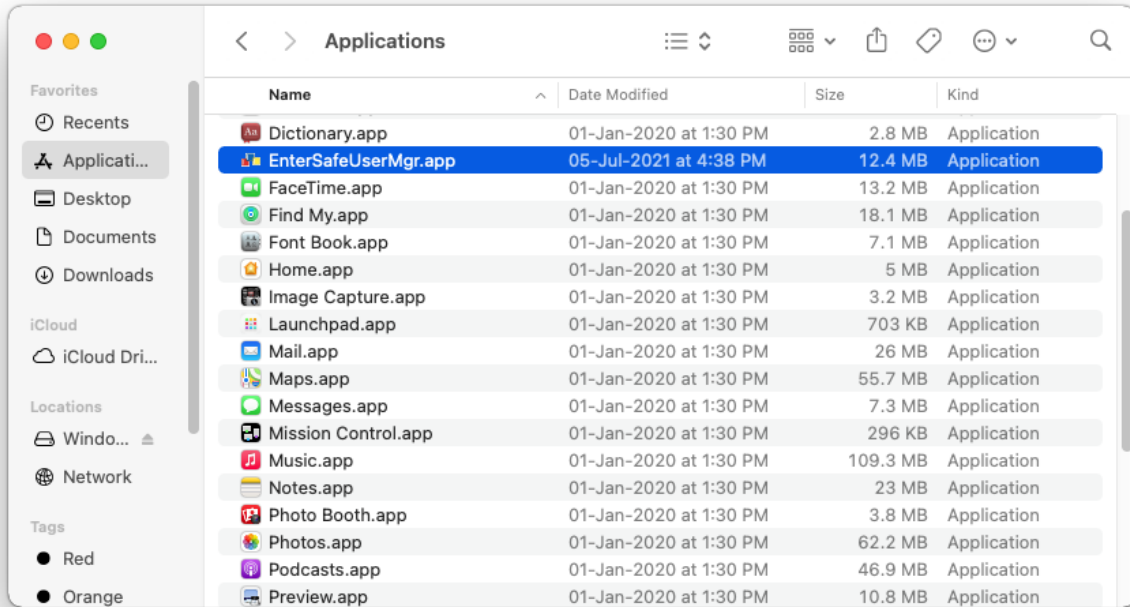 Applications
Favorites
Recents
Applicati...
Desktop
Documents
Downloads
iCloud
iCloud Dri...
Locations
Windo...
Network
Tags
Red
Orange
Name Date Modified Size Kind
Dictionary.app 01-Jan-2020 at 1:30 PM 2.8 MB Application
EnterSafeUserMgr.app 05-Jul-2021 at 4:38 PM 12.4 MB Application
FaceTime.app 01-Jan-2020 at 1:30 PM 13.2 MB Application
Find My.app 01-Jan-2020 at 1:30 PM 18.1 MB Application
Font Book.app 01-Jan-2020 at 1:30 PM 7.1 MB Application
Home.app 01-Jan-2020 at 1:30 PM 5 MB Application
Image Capture.app 01-Jan-2020 at 1:30 PM 3.2 MB Application
Launchpad.app 01-Jan-2020 at 1:30 PM 703 KB Application
Mail.app 01-Jan-2020 at 1:30 PM 26 MB Application
Maps.app 01-Jan-2020 at 1:30 PM 55.7 MB Application
Messages.app 01-Jan-2020 at 1:30 PM 7.3 MB Application
Mission Control.app 01-Jan-2020 at 1:30 PM 296 KB Application
Music.app 01-Jan-2020 at 1:30 PM 109.3 MB Application
Notes.app 01-Jan-2020 at 1:30 PM 23 MB Application
Photo Booth.app 01-Jan-2020 at 1:30 PM 3.8 MB Application
Photos.app 01-Jan-2020 at 1:30 PM 62.2 MB Application
Podcasts.app 01-Jan-2020 at 1:30 PM 46.9 MB Application
Preview.app 01-Jan-2020 at 1:30 PM 10.8 MB Application